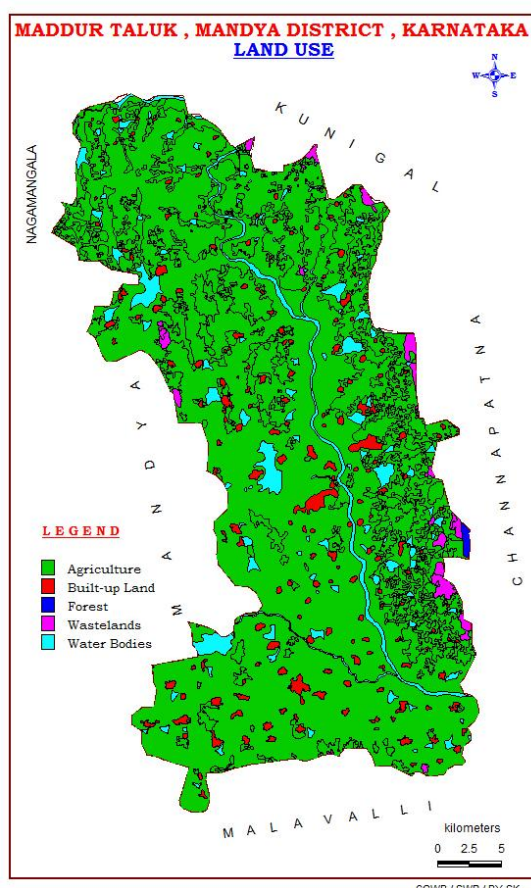 MADDUR TALUK , MANDYA DISTRICT , KARNATAKA
LAND USE
N
W E
S
KUNIGAL
NAGAMANGALA
CHANNAPATNA
MANDYA
LEGEND
Agriculture
Built-up Land
Forest
Wastelands
Water Bodies
MALAVALLI
kilometers
0 2.5 5